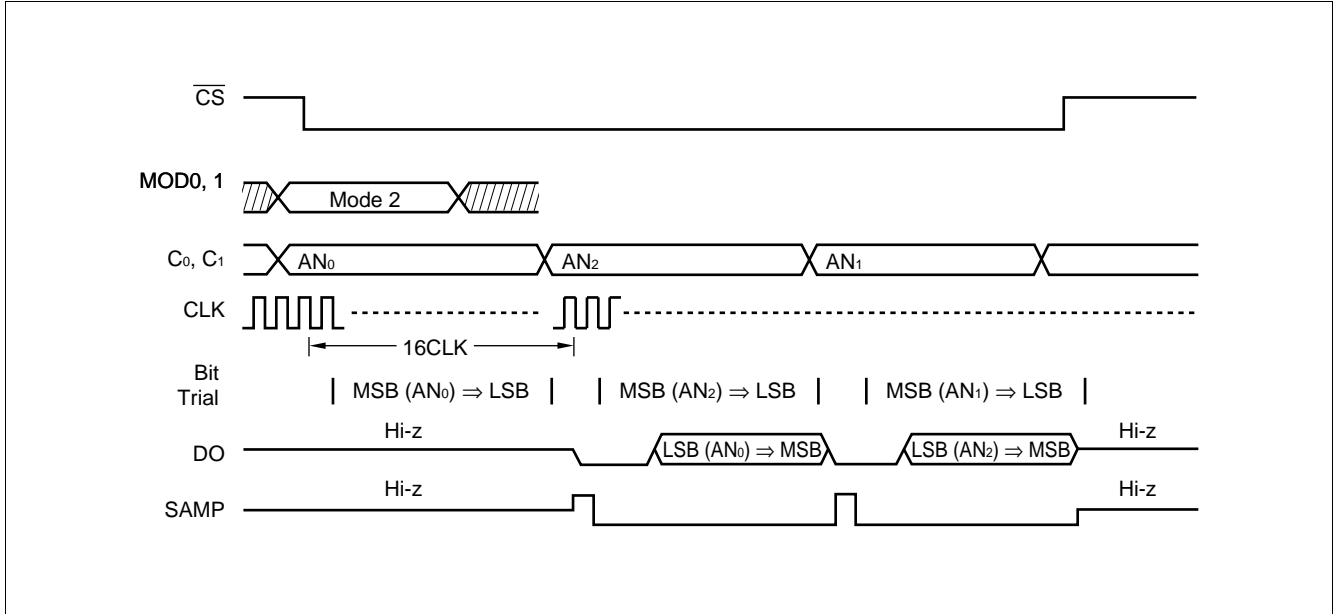 CS
MOD0, 1
Mode 2
C0, C1
AN0
AN2
AN1
CLK
16CLK
Bit
Trial
MSB (AN0) ⇒ LSB
MSB (AN2) ⇒ LSB
MSB (AN1) ⇒ LSB
DO
Hi-z
LSB (AN0) ⇒ MSB
LSB (AN2) ⇒ MSB
Hi-z
SAMP
Hi-z
Hi-z